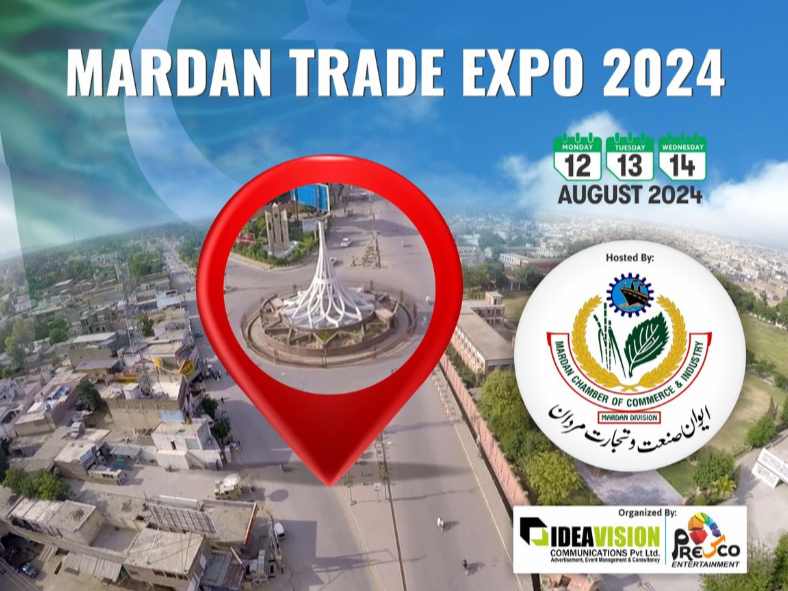 MARDAN TRADE EXPO 2024
MONDAY TUESDAY WEDNESDAY
12 13 14
AUGUST 2024
Hosted By:
MARDAN CHAMBER OF COMMERCE & INDUSTRY
MARDAN DIVISION
ایوان صنعت و تجارت مردان
Organized By:
IDEAVISION
COMMUNICATIONS Pvt Ltd.
Advertisement, Event Management & Consultancy
PRESCO
ENTERTAINMENT